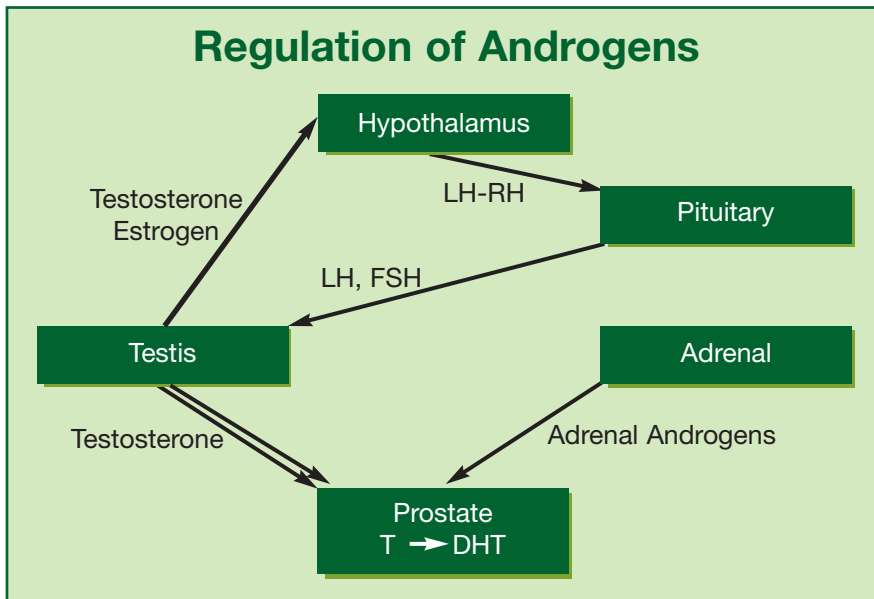 Regulation of Androgens
Hypothalamus
LH-RH
Testosterone
Estrogen
Pituitary
LH, FSH
Testis
Adrenal
Testosterone
Adrenal Androgens
Prostate
T → DHT